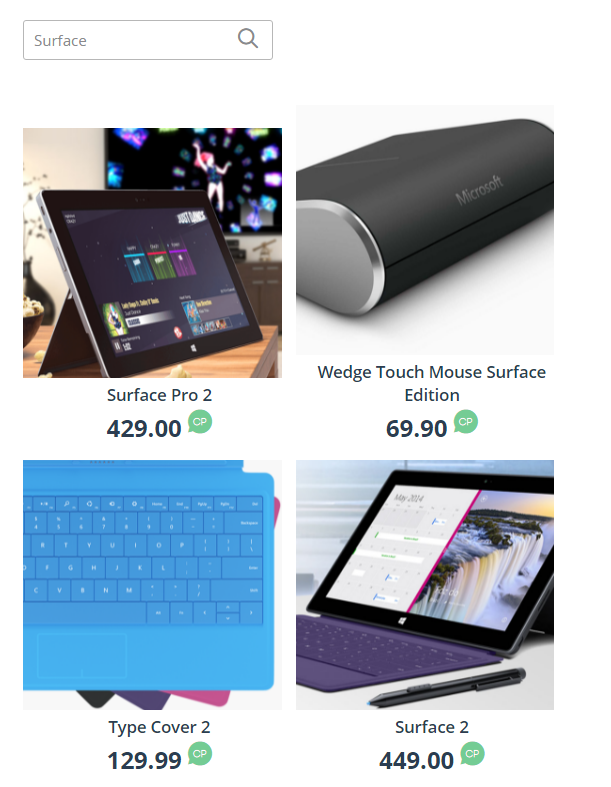 Surface
JUST DANCE
Microsoft
Surface Pro 2
429.00 CP
Wedge Touch Mouse Surface
Edition
69.90 CP
May 2014
Type Cover 2
129.99 CP
Surface 2
449.00 CP